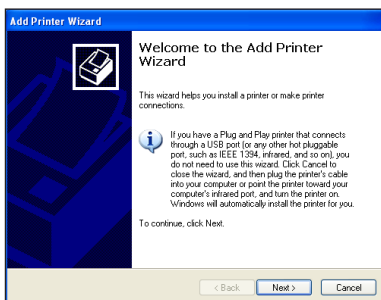 Add Printer Wizard
Welcome to the Add Printer
Wizard
This wizard helps you install a printer or make printer
connections.
If you have a Plug and Play printer that connects
through a USB port (or any other hot pluggable
port, such as IEEE 1394, infrared, and so on), you
do not need to use this wizard. Click Cancel to
close the wizard, and then plug the printer's cable
into your computer or point the printer toward your
computer's infrared port, and turn the printer on.
Windows will automatically install the printer for you.
To continue, click Next.
< Back Next > Cancel